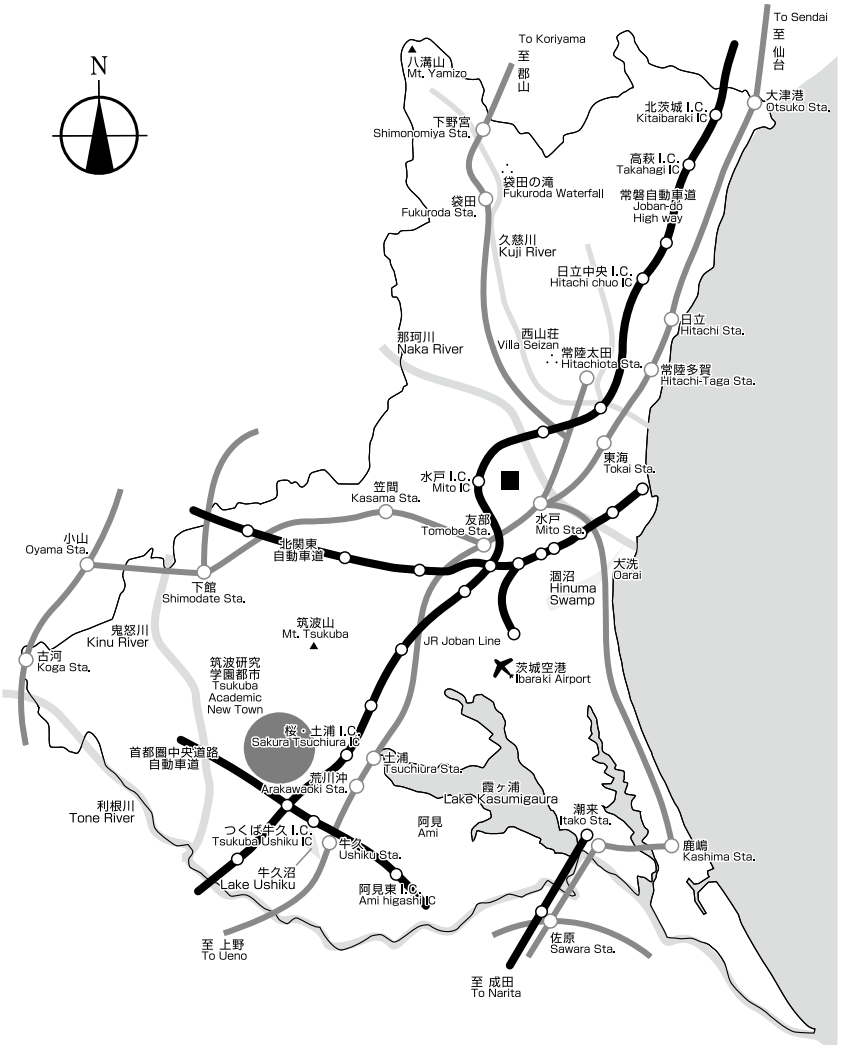 N
To Sendai
至 仙台
To Koriyama
至 郡山
八溝山
Mt. Yamizo
大津港
Otsuko Sta.
北茨城 I.C.
Kitaibaraki IC
下野宮
Shimonomiya Sta.
高萩 I.C.
Takahagi IC
袋田の滝
Fukuroda Waterfall
常磐自動車道
Joban-do
High way
袋田
Fukuroda Sta.
久慈川
Kuji River
日立中央 I.C.
Hitachi chuo IC
日立
Hitachi Sta.
那珂川
Naka River
西山荘
Villa Seizan
常陸太田
Hitachiota Sta.
常陸多賀
Hitachi-Taga Sta.
東海
Tokai Sta.
水戸 I.C.
Mito IC
笠間
Kasama Sta.
友部
Tomobe Sta.
水戸
Mito Sta.
小山
Oyama Sta.
北関東
自動車道
下館
Shimodate Sta.
涸沼
Hinuma
Swamp
大洗
Oarai
鬼怒川
Kinu River
筑波山
Mt. Tsukuba
JR Joban Line
古河
Koga Sta.
筑波研究
学園都市
Tsukuba
Academic
New Town
茨城空港
Ibaraki Airport
桜・土浦 I.C.
Sakura Tsuchiura IC
首都圏中央道路
自動車道
土浦
Tsuchiura Sta.
荒川沖
Arakawaoki Sta.
霞ヶ浦
Lake Kasumigaura
利根川
Tone River
阿見
Ami
潮来
Itako Sta.
つくば牛久 I.C.
Tsukuba Ushiku IC
牛久
Ushiku Sta.
鹿嶋
Kashima Sta.
牛久沼
Lake Ushiku
阿見東 I.C.
Ami higashi IC
至 上野
To Ueno
佐原
Sawara Sta.
至 成田
To Narita